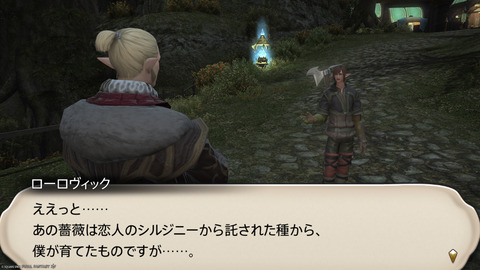 ローロヴィック
ええっと……
あの薔薇は恋人のシルジニーから託された種から、
僕が育てたものですが……。